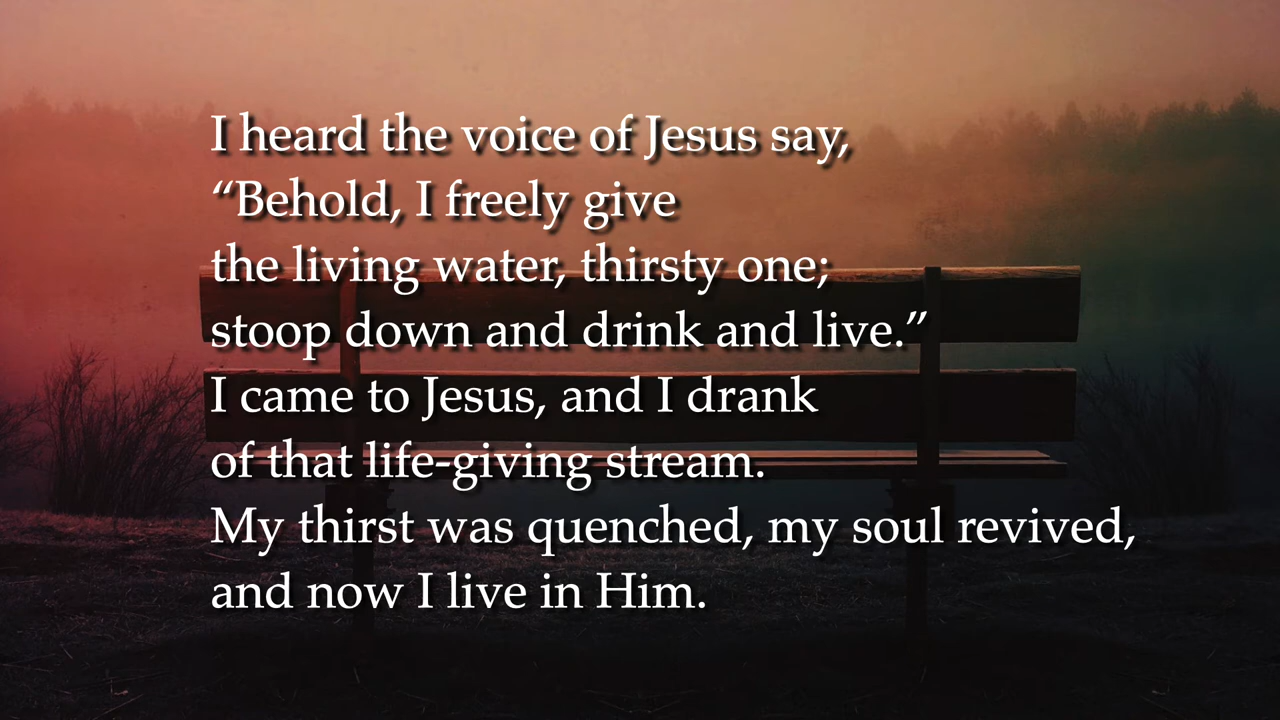 I heard the voice of Jesus say,
“Behold, I freely give
the living water, thirsty one;
stoop down and drink and live.”
I came to Jesus, and I drank
of that life-giving stream.
My thirst was quenched, my soul revived,
and now I live in Him.